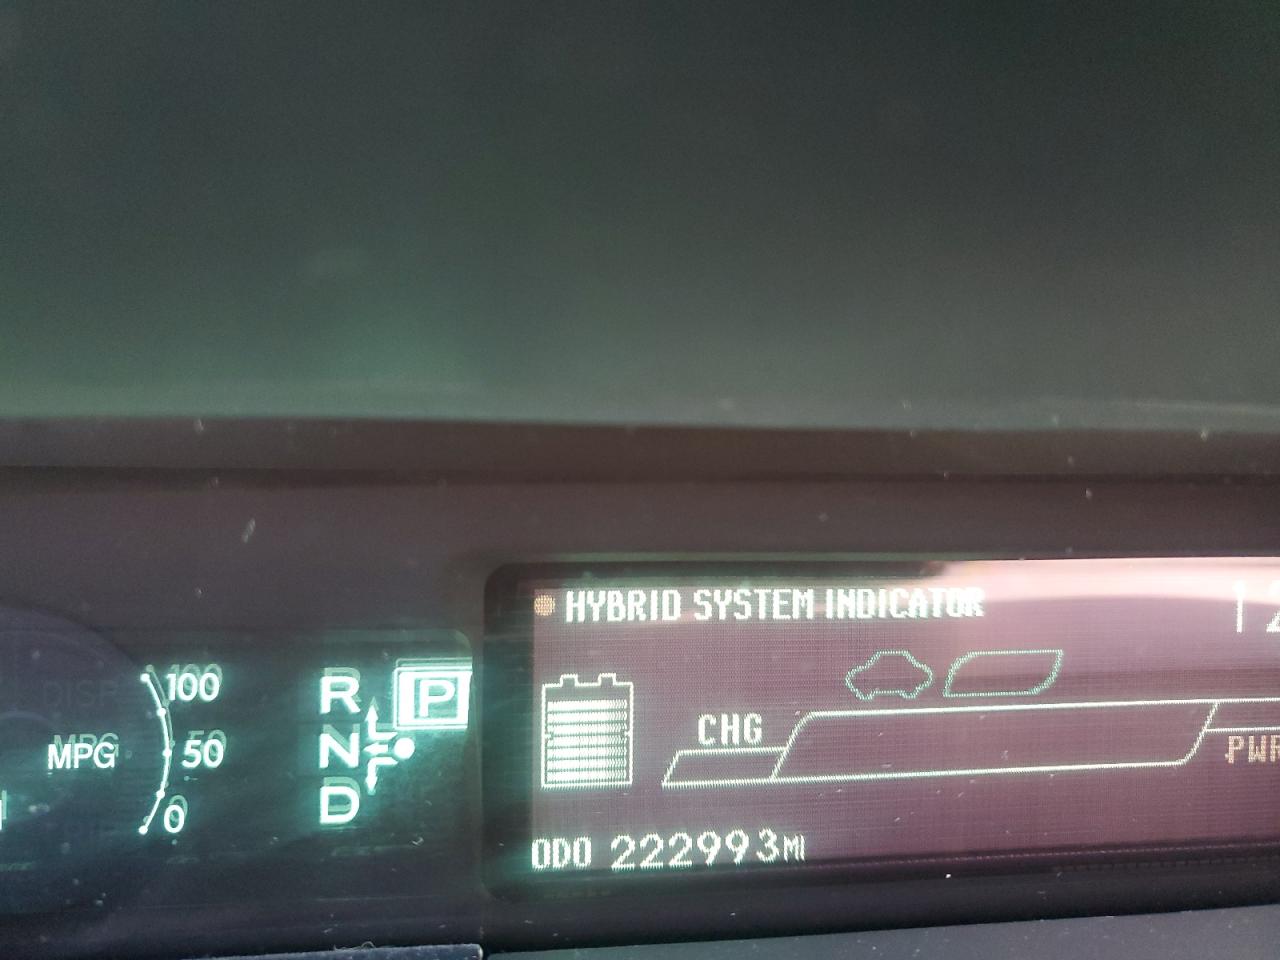 HYBRID SYSTEM INDICATOR
100
MPG
50
0
R
P
N
D
CHG
PWR
ODO 222993MI